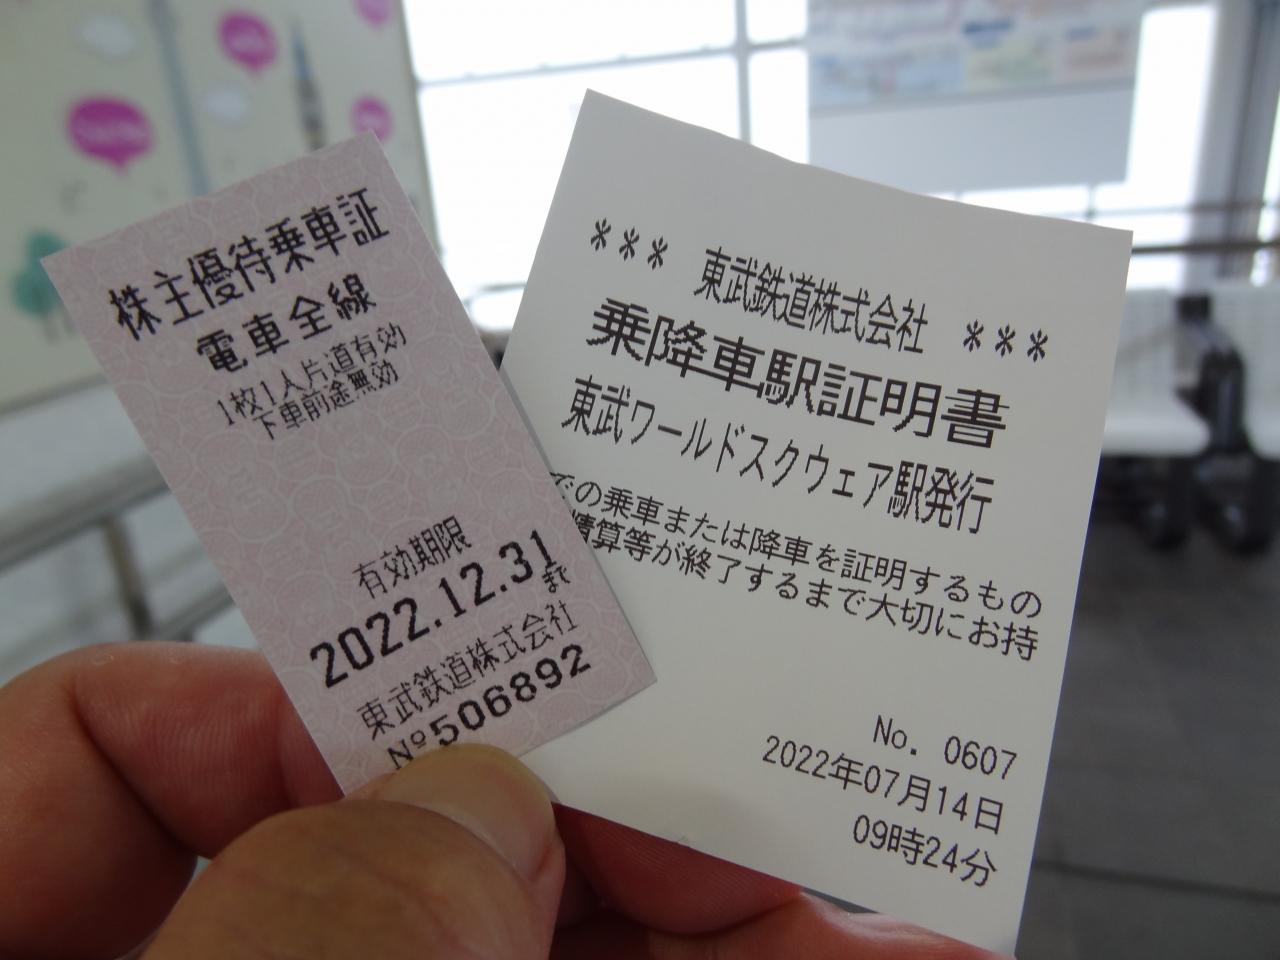 株主優待乗車証
電車全線
1枚1人片道有効
下車前途無効
有効期限
2022.12.31まで
東武鉄道株式会社
No506892
*** 東武鉄道株式会社 ***
乗降車駅証明書
東武ワールドスクウェア駅発行
での乗車または降車を証明するもの
精算等が終了するまで大切にお持
No. 0607
2022年07月14日
09時24分